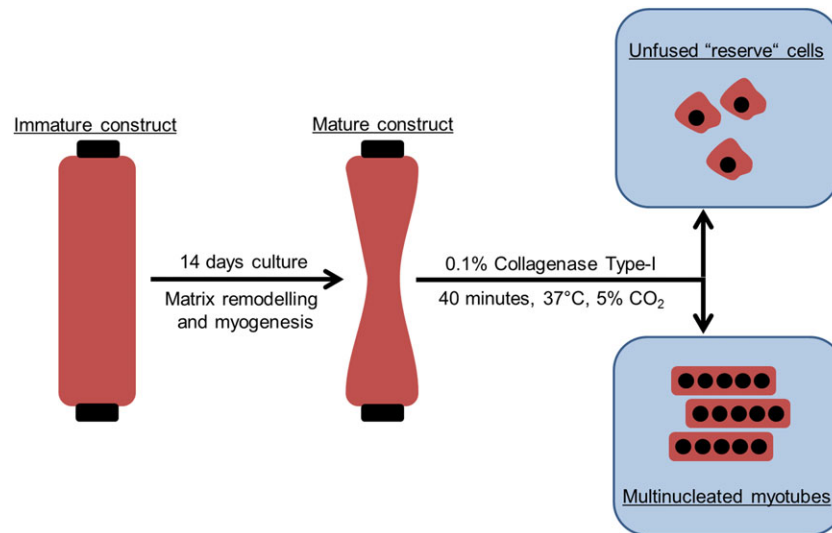 Unfused “reserve“ cells
Immature construct
Mature construct
14 days culture
Matrix remodelling
and myogenesis
0.1% Collagenase Type-I
40 minutes, 37°C, 5% CO₂
Multinucleated myotubes